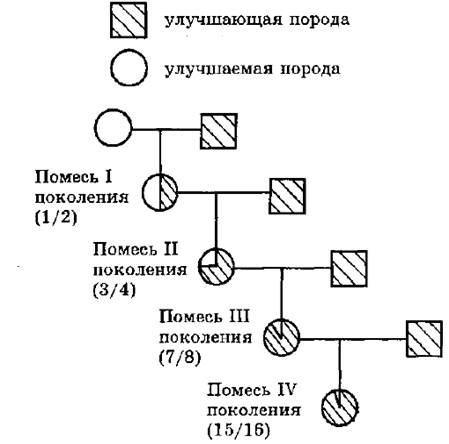 улучшающая порода
улучшаемая порода
Помесь I
поколения
(1/2)
Помесь II
поколения
(3/4)
Помесь III
поколения
(7/8)
Помесь IV
поколения
(15/16)